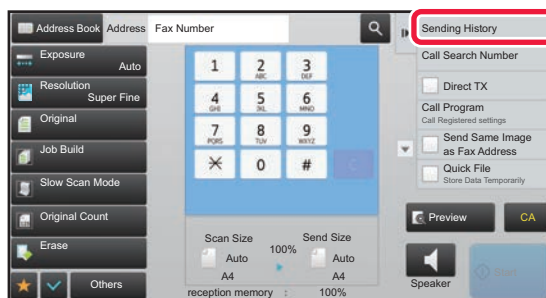 Address Book
Address
Fax Number
Sending History
Exposure
Auto
Call Search Number
Resolution
Super Fine
Direct TX
Original
Call Program
Call Registered settings
Job Build
Send Same Image
as Fax Address
Slow Scan Mode
Quick File
Store Data Temporarily
Original Count
Erase
Others
1
2
ABC
3
DEF
4
GHI
5
JKL
6
MNO
7
PQRS
8
TUV
9
WXYZ
0
#
C
Scan Size
100%
Send Size
Auto
Auto
A4
A4
reception memory : 100%
Preview
CA
Speaker
Start